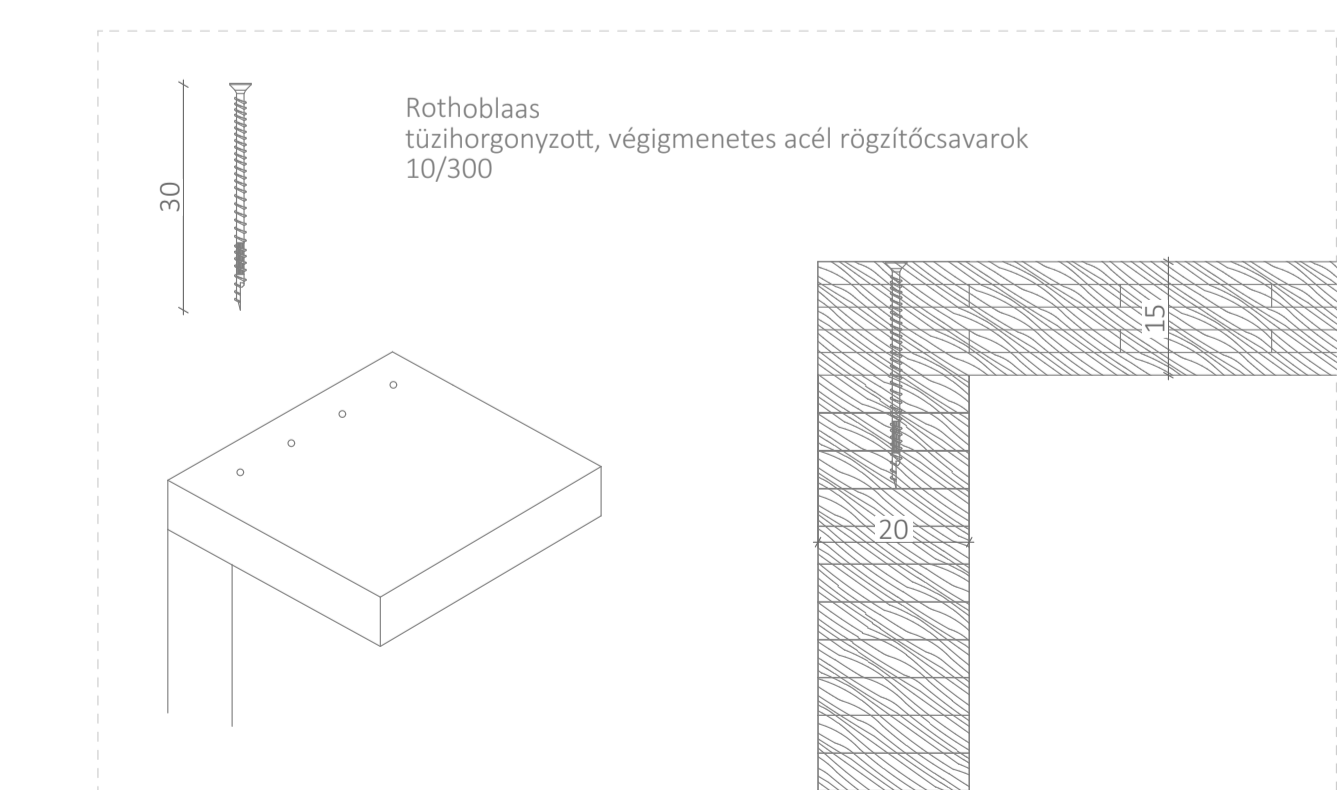 Rothoblaas
tüzihorgonyzott, végigmenetes acél rögzítőcsavarok
10/300
30
15
20